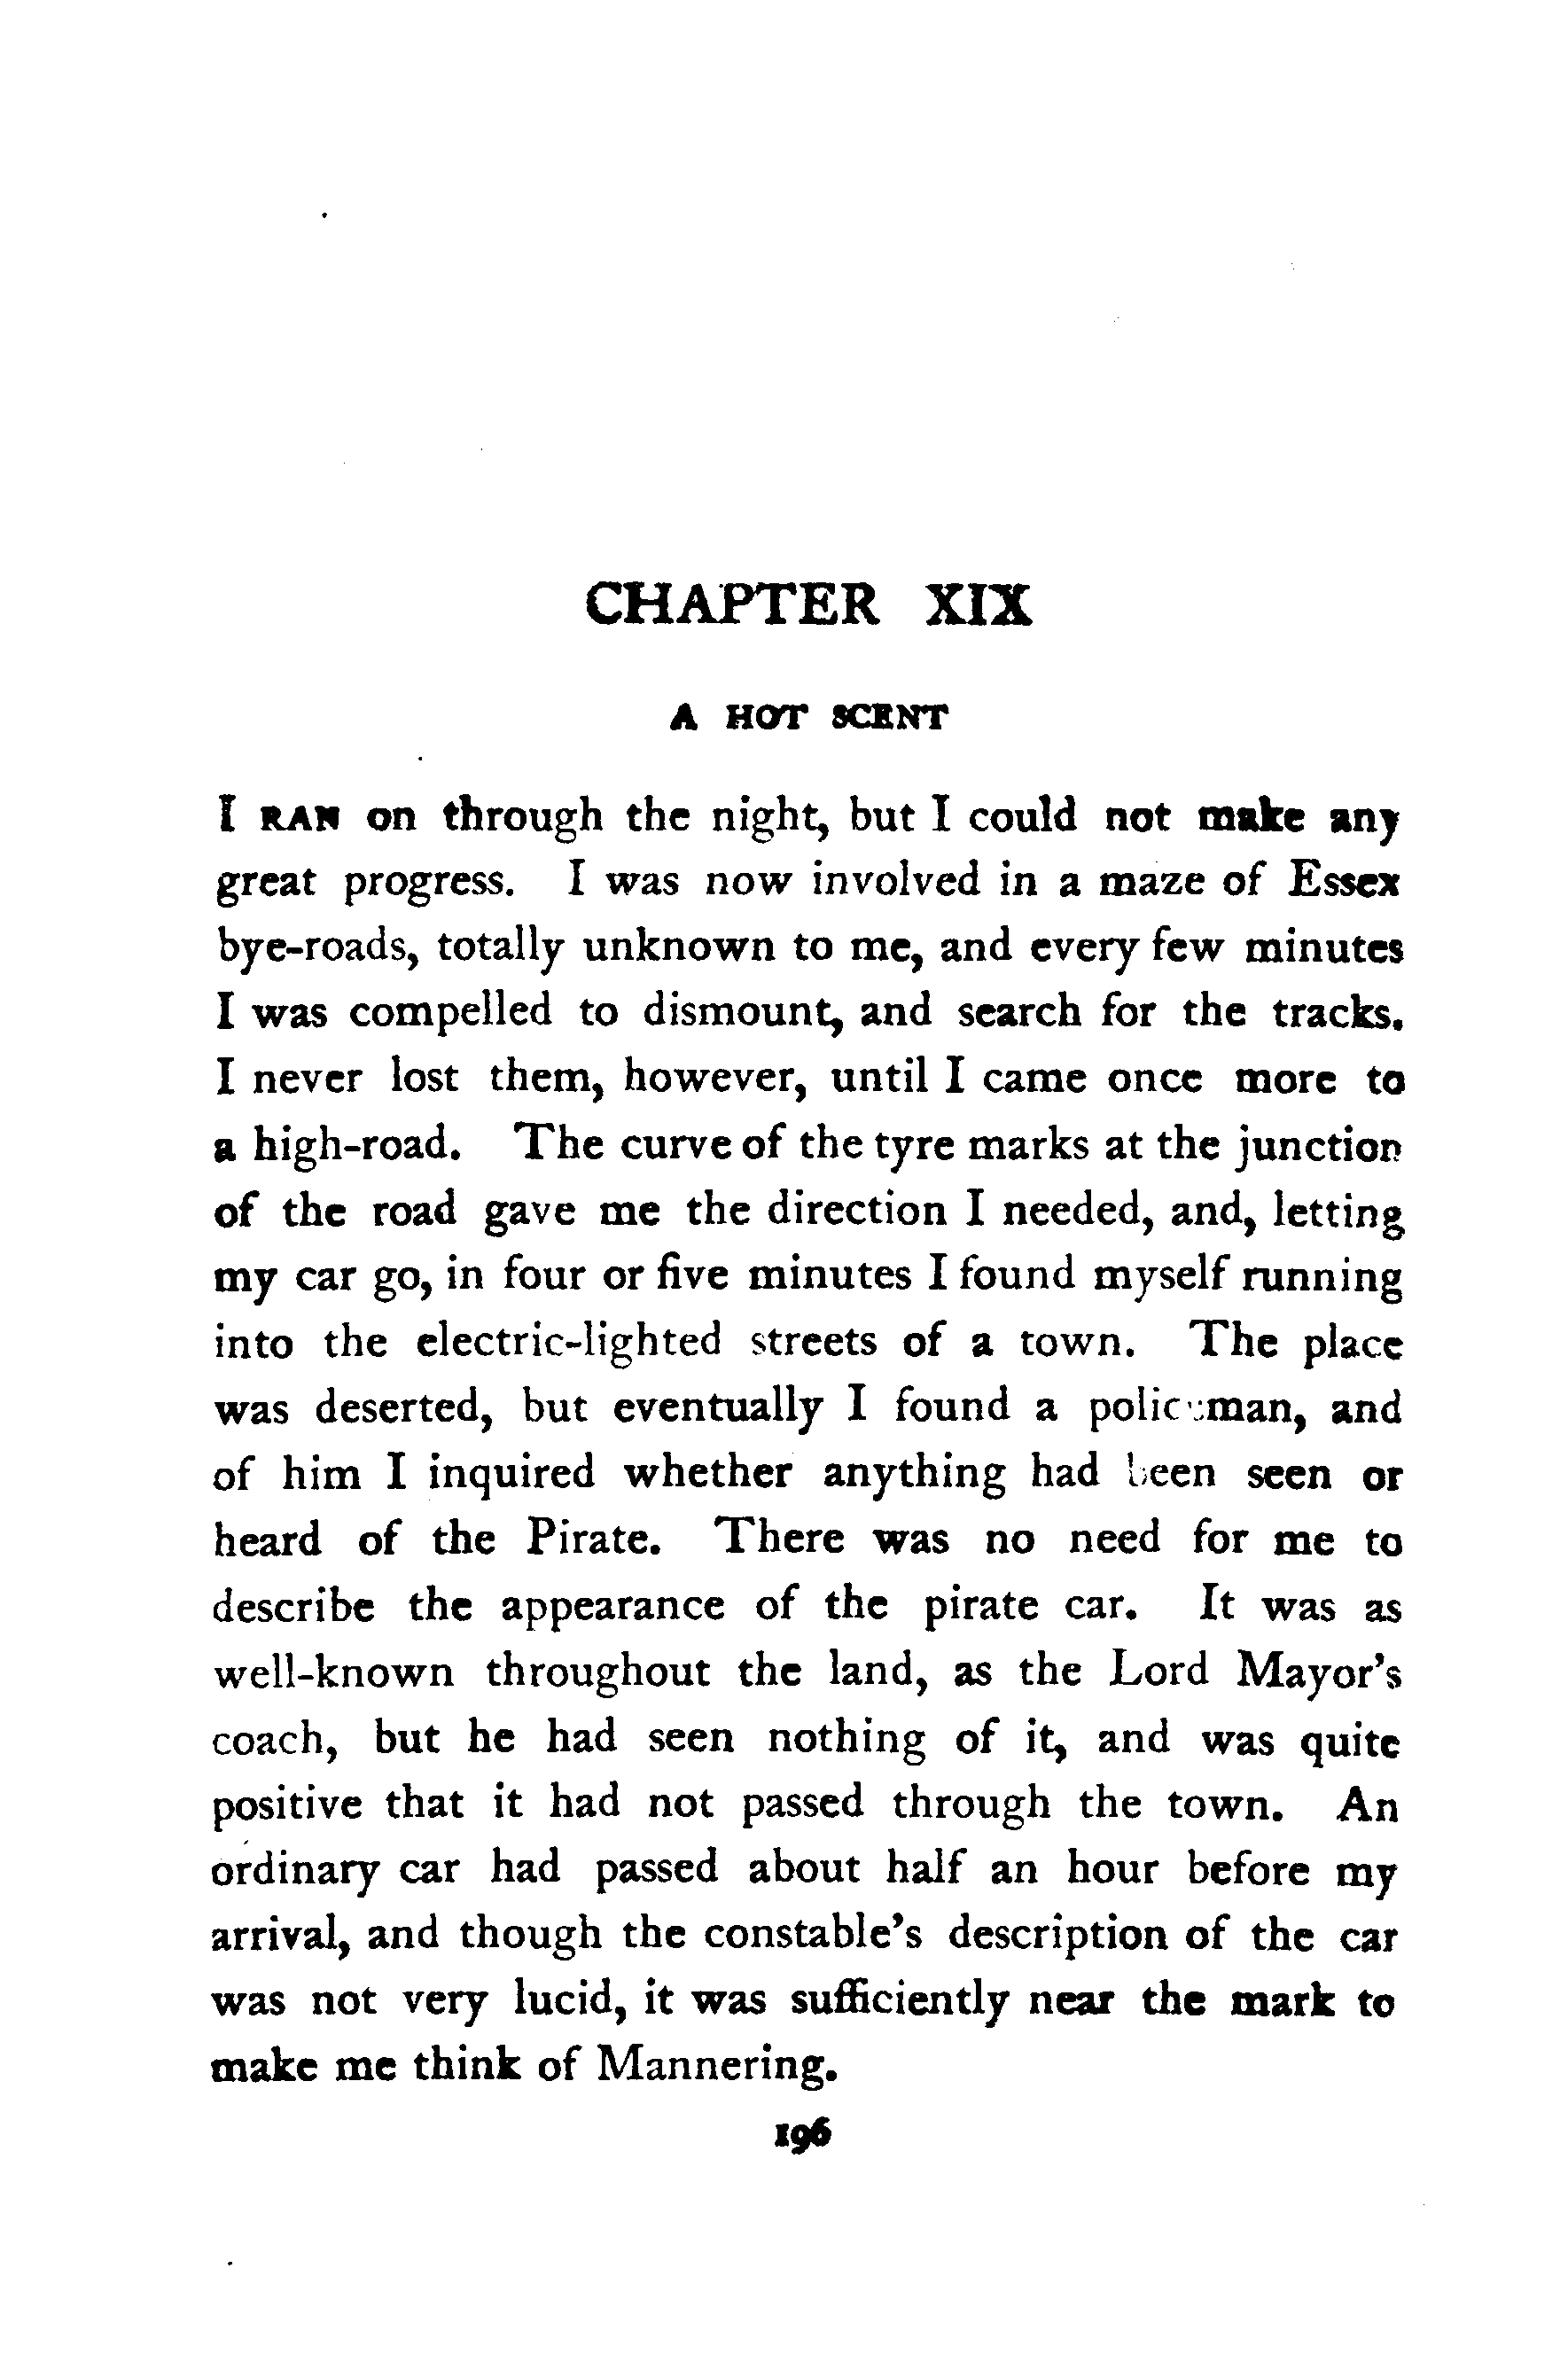 CHAPTER XIX
A HOT SCENT
I RAN on through the night, but I could not make any
great progress. I was now involved in a maze of Essex
bye-roads, totally unknown to me, and every few minutes
I was compelled to dismount, and search for the tracks.
I never lost them, however, until I came once more to
a high-road. The curve of the tyre marks at the junction
of the road gave me the direction I needed, and, letting
my car go, in four or five minutes I found myself running
into the electric-lighted streets of a town. The place
was deserted, but eventually I found a policeman, and
of him I inquired whether anything had been seen or
heard of the Pirate. There was no need for me to
describe the appearance of the pirate car. It was as
well-known throughout the land, as the Lord Mayor's
coach, but he had seen nothing of it, and was quite
positive that it had not passed through the town. An
ordinary car had passed about half an hour before my
arrival, and though the constable's description of the car
was not very lucid, it was sufficiently near the mark to
make me think of Mannering.
196